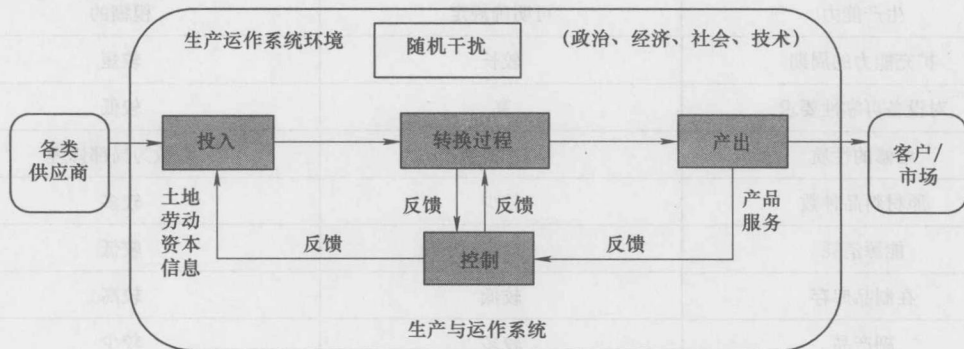 生产运作系统环境
随机干扰
(政治、经济、社会、技术)
各类
供应商
投入
转换过程
产出
客户/
市场
土地
劳动
资本
信息
反馈
反馈
产品
服务
反馈
控制
反馈
生产与运作系统